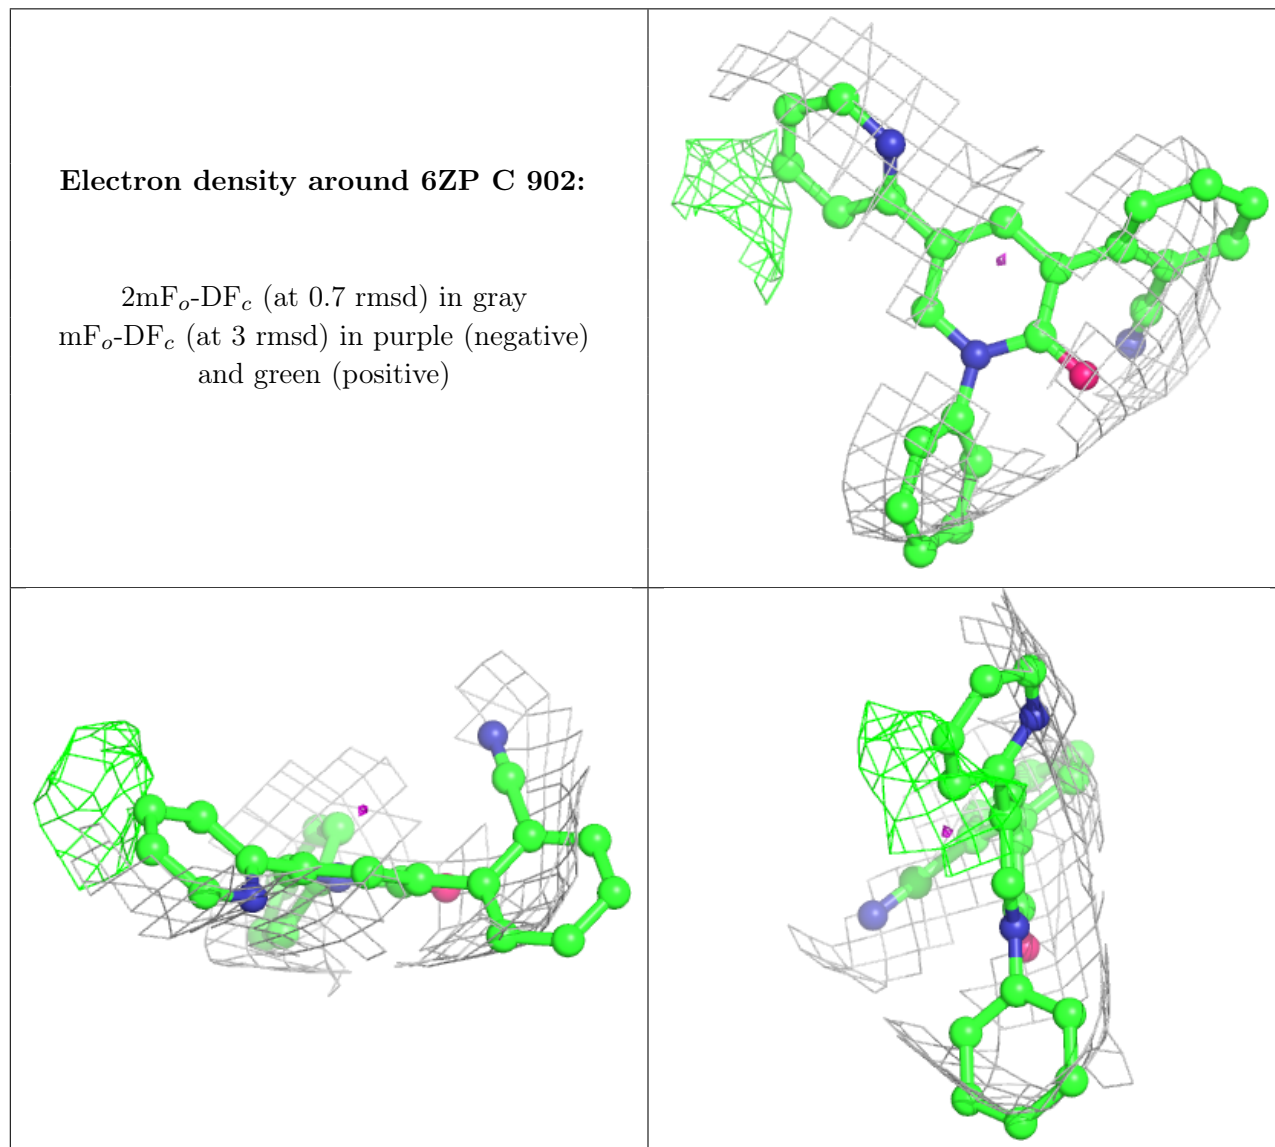 Electron density around 6ZP C 902:
2mFo-DFc (at 0.7 rmsd) in gray
mFo-DFc (at 3 rmsd) in purple (negative)
and green (positive)